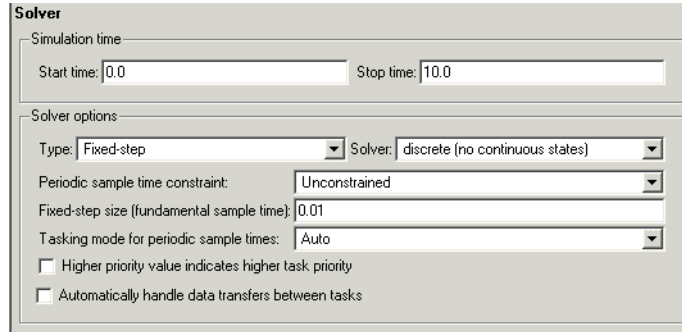 Solver
Simulation time
Start time: 0.0 Stop time: 10.0
Solver options
Type: Fixed-step Solver: discrete (no continuous states)
Periodic sample time constraint: Unconstrained
Fixed-step size (fundamental sample time): 0.01
Tasking mode for periodic sample times: Auto
Higher priority value indicates higher task priority
Automatically handle data transfers between tasks